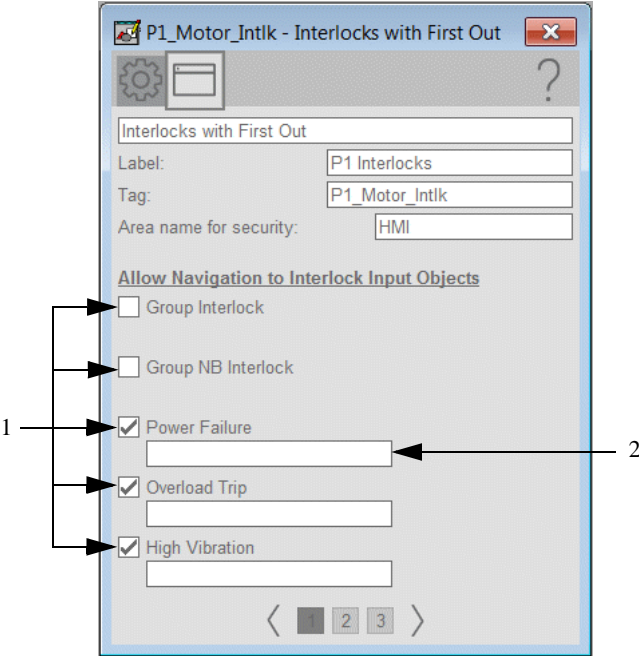 P1_Motor_Intlk - Interlocks with First Out
?
Interlocks with First Out
Label: P1 Interlocks
Tag: P1_Motor_Intlk
Area name for security: HMI
Allow Navigation to Interlock Input Objects
Group Interlock
Group NB Interlock
1
Power Failure
2
Overload Trip
High Vibration
1 2 3